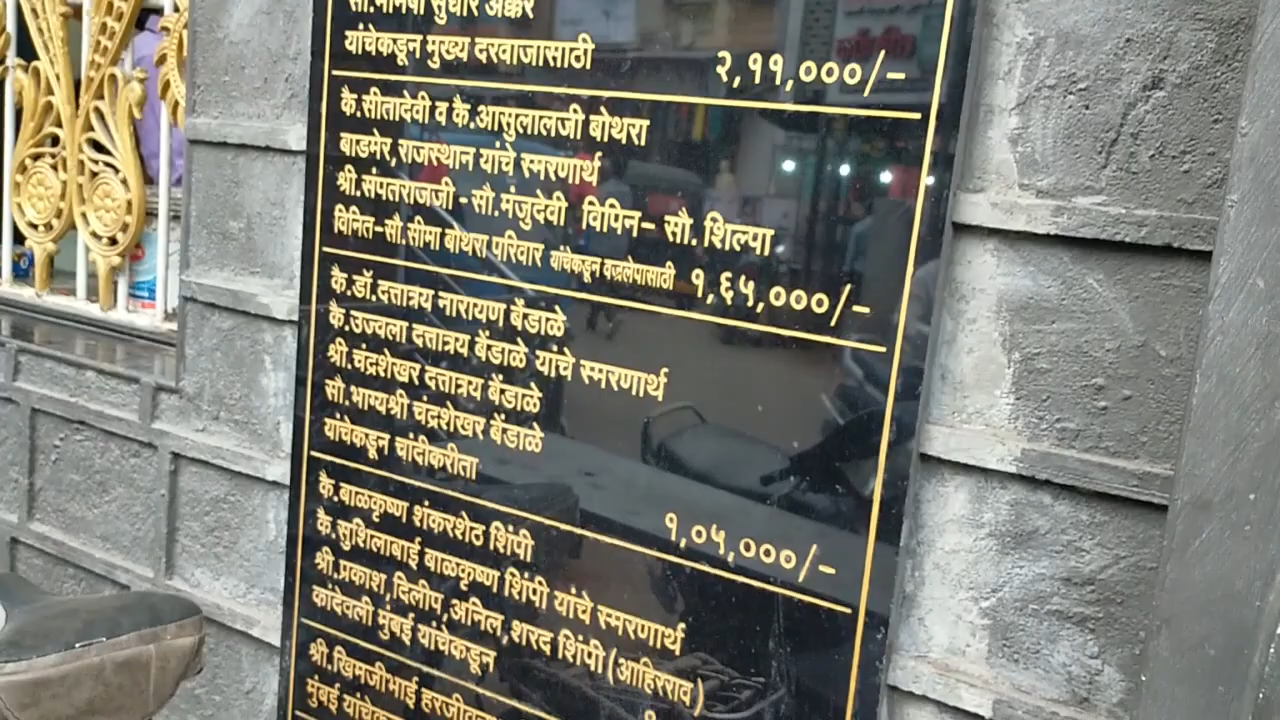 यांचेकडून मुख्य दरवाजासाठी २,११,०००/-
कै.सीतादेवी व कै.आसुलालजी बोथरा
बाडमेर,राजस्थान यांचे स्मरणार्थ
श्री.संपतराजजी - सौ.मंजुदेवी विपिन- सौ. शिल्पा
विनित-सौ.सीमा बोथरा परिवार यांचेकडून वज्रलेपासाठी १,६५,०००/-
कै.डॉ.दत्तात्रय नारायण बेंडाळे
कै.उज्वला दत्तात्रय बेंडाळे यांचे स्मरणार्थ
श्री.चंद्रशेखर दत्तात्रय बेंडाळे
सौ.भाग्यश्री चंद्रशेखर बेंडाळे
यांचेकडून चांदीकरीता १,०५,०००/-
कै.बाळकृष्ण शंकरशेठ शिंपी
कै.सुशिलाबाई बाळकृष्ण शिंपी यांचे स्मरणार्थ
श्री.प्रकाश,दिलीप,अनिल,शरद शिंपी (आहिरराव)
कांदेवली मुंबई यांचेकडून
श्री.खिमजीभाई
मुंबई